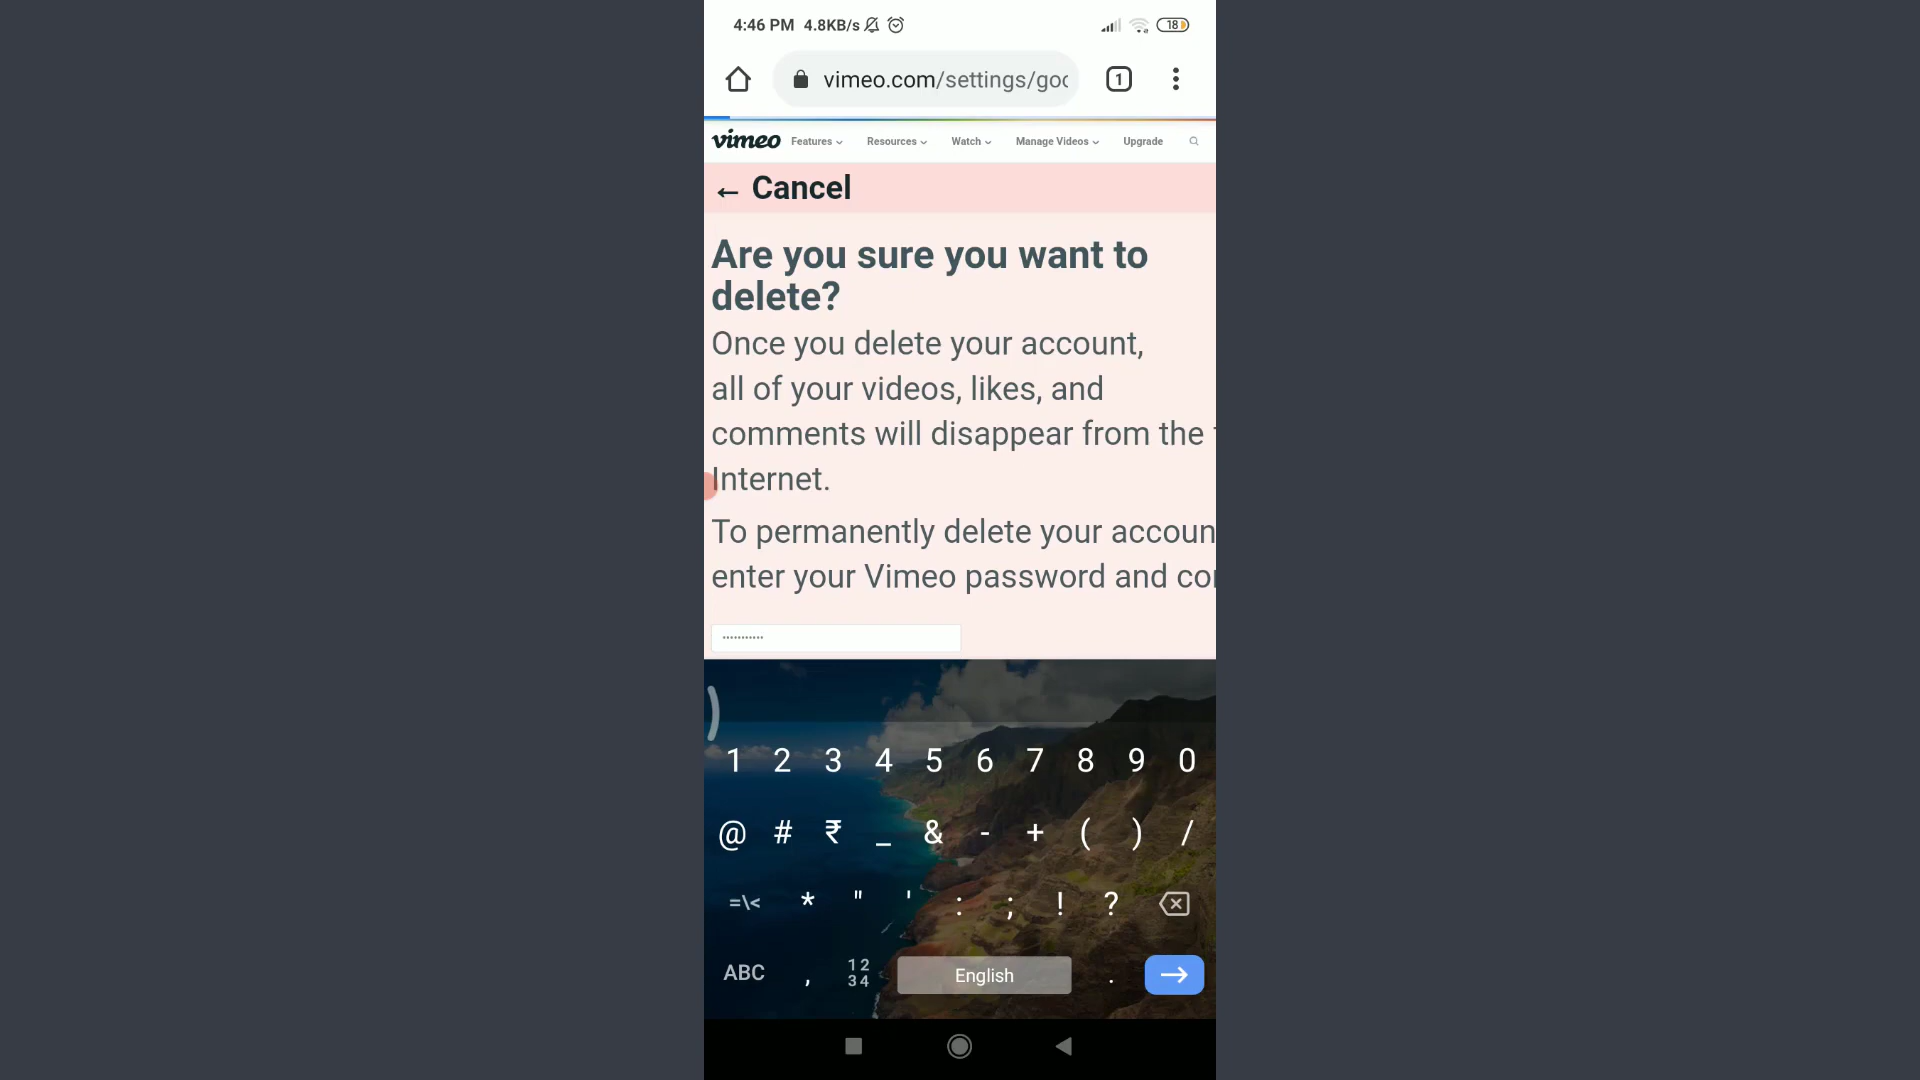 4:46 PM 4.8KB/s 18
vimeo.com/settings/goo
1
vimeo Features Resources Watch Manage Videos Upgrade
← Cancel
Are you sure you want to
delete?
Once you delete your account,
all of your videos, likes, and
comments will disappear from the
Internet.
To permanently delete your accoun
enter your Vimeo password and con
•••••••••••
1 2 3 4 5 6 7 8 9 0
@ # ₹ _ & - + ( ) /
=\< * " ' : ; ! ?
ABC , 12 34 English .